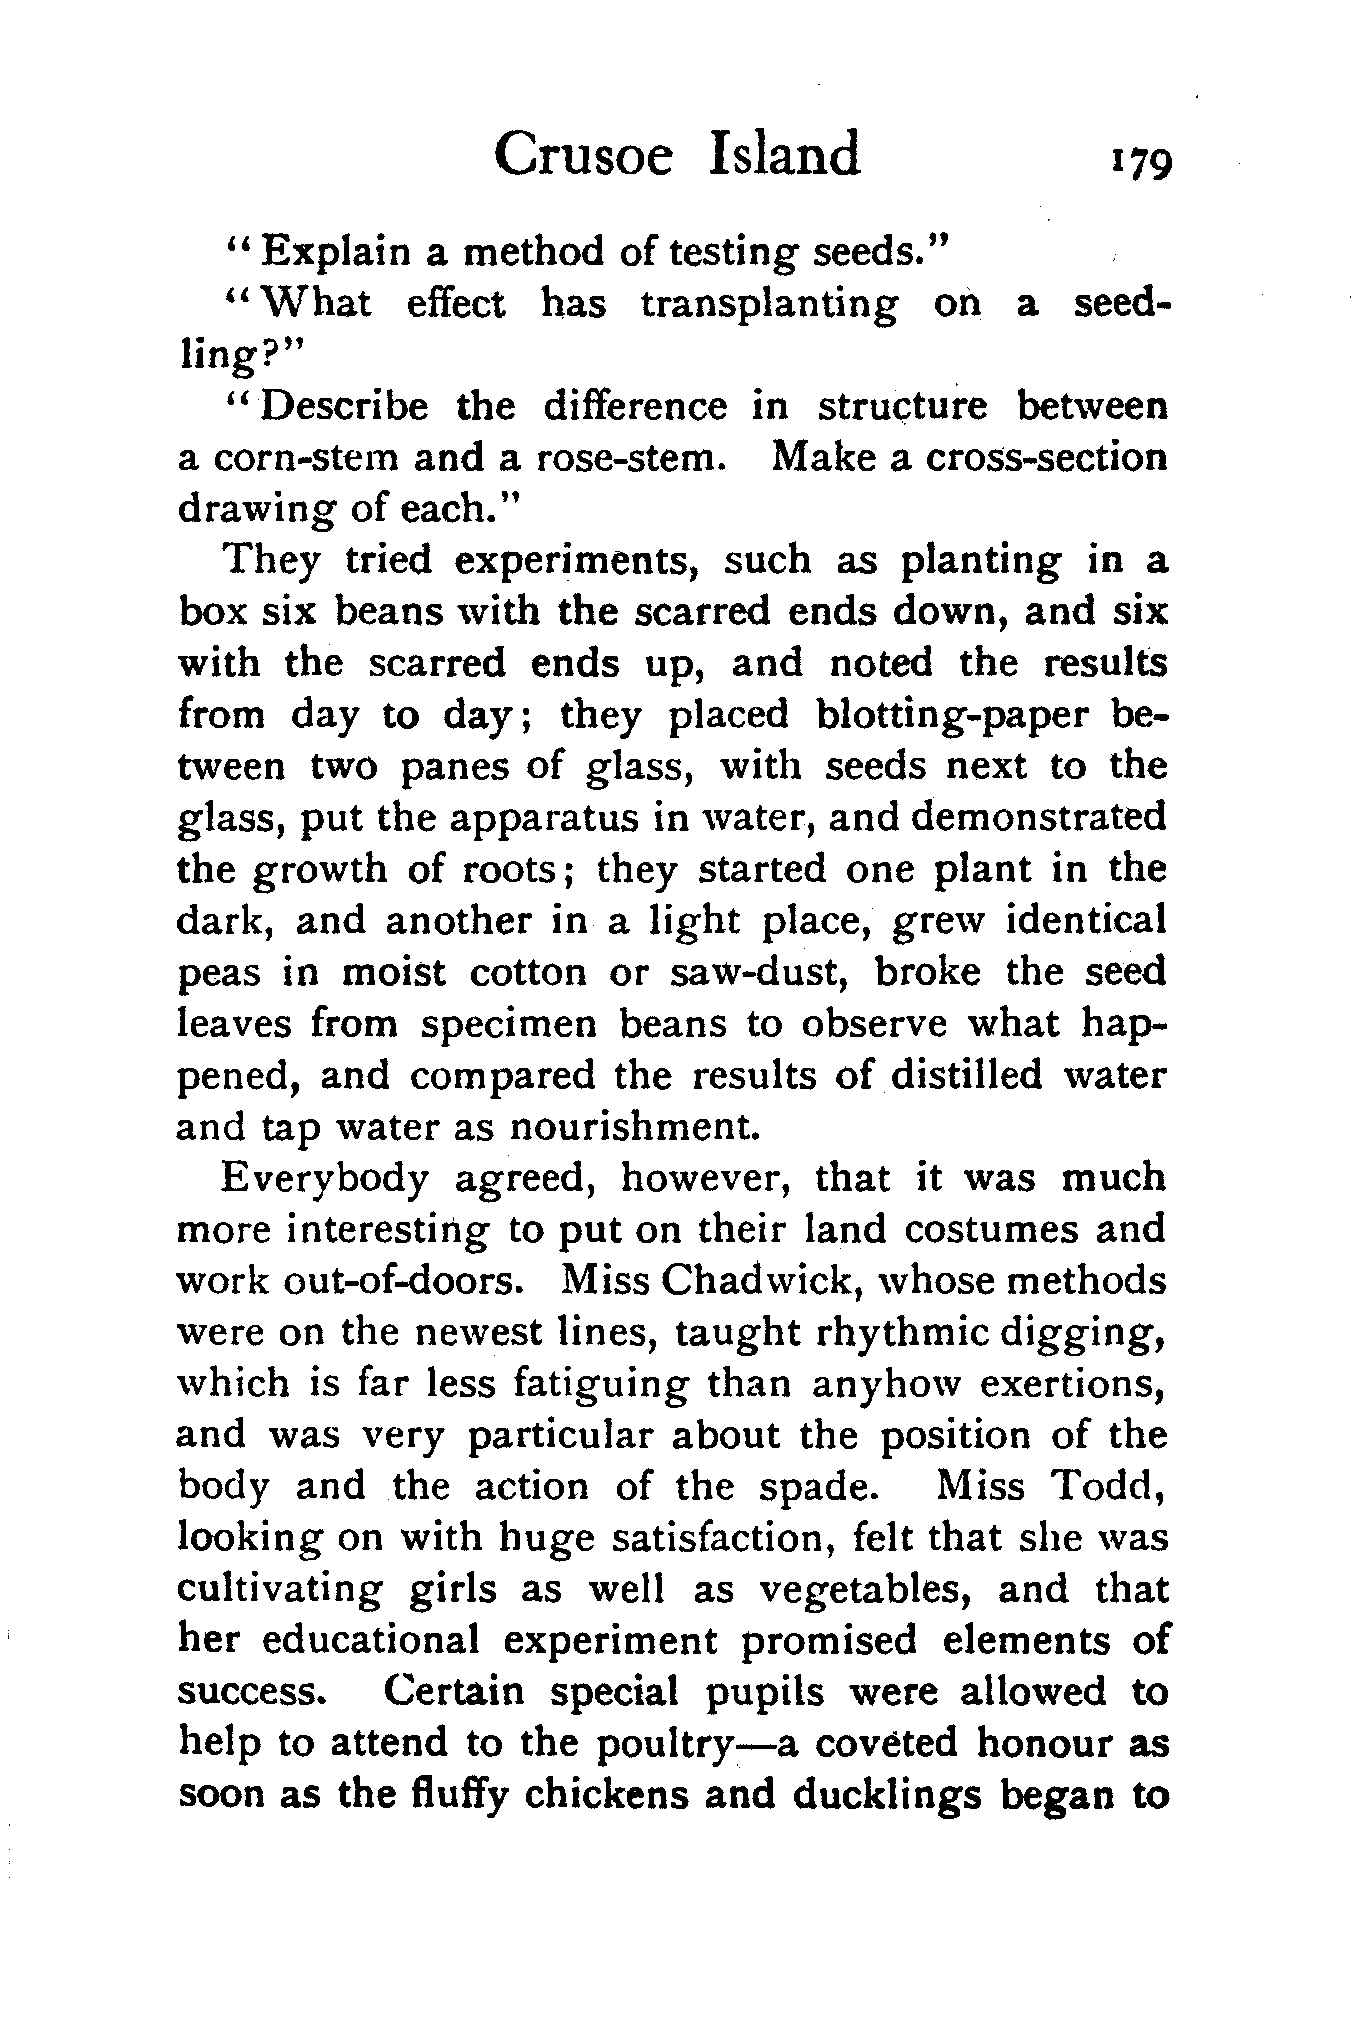 Crusoe Island 179
"Explain a method of testing seeds."
"What effect has transplanting on a seed-
ling?"
"Describe the difference in structure between
a corn-stem and a rose-stem. Make a cross-section
drawing of each."
They tried experiments, such as planting in a
box six beans with the scarred ends down, and six
with the scarred ends up, and noted the results
from day to day; they placed blotting-paper be-
tween two panes of glass, with seeds next to the
glass, put the apparatus in water, and demonstrated
the growth of roots; they started one plant in the
dark, and another in a light place, grew identical
peas in moist cotton or saw-dust, broke the seed
leaves from specimen beans to observe what hap-
pened, and compared the results of distilled water
and tap water as nourishment.
Everybody agreed, however, that it was much
more interesting to put on their land costumes and
work out-of-doors. Miss Chadwick, whose methods
were on the newest lines, taught rhythmic digging,
which is far less fatiguing than anyhow exertions,
and was very particular about the position of the
body and the action of the spade. Miss Todd,
looking on with huge satisfaction, felt that she was
cultivating girls as well as vegetables, and that
her educational experiment promised elements of
success. Certain special pupils were allowed to
help to attend to the poultry—a coveted honour as
soon as the fluffy chickens and ducklings began to